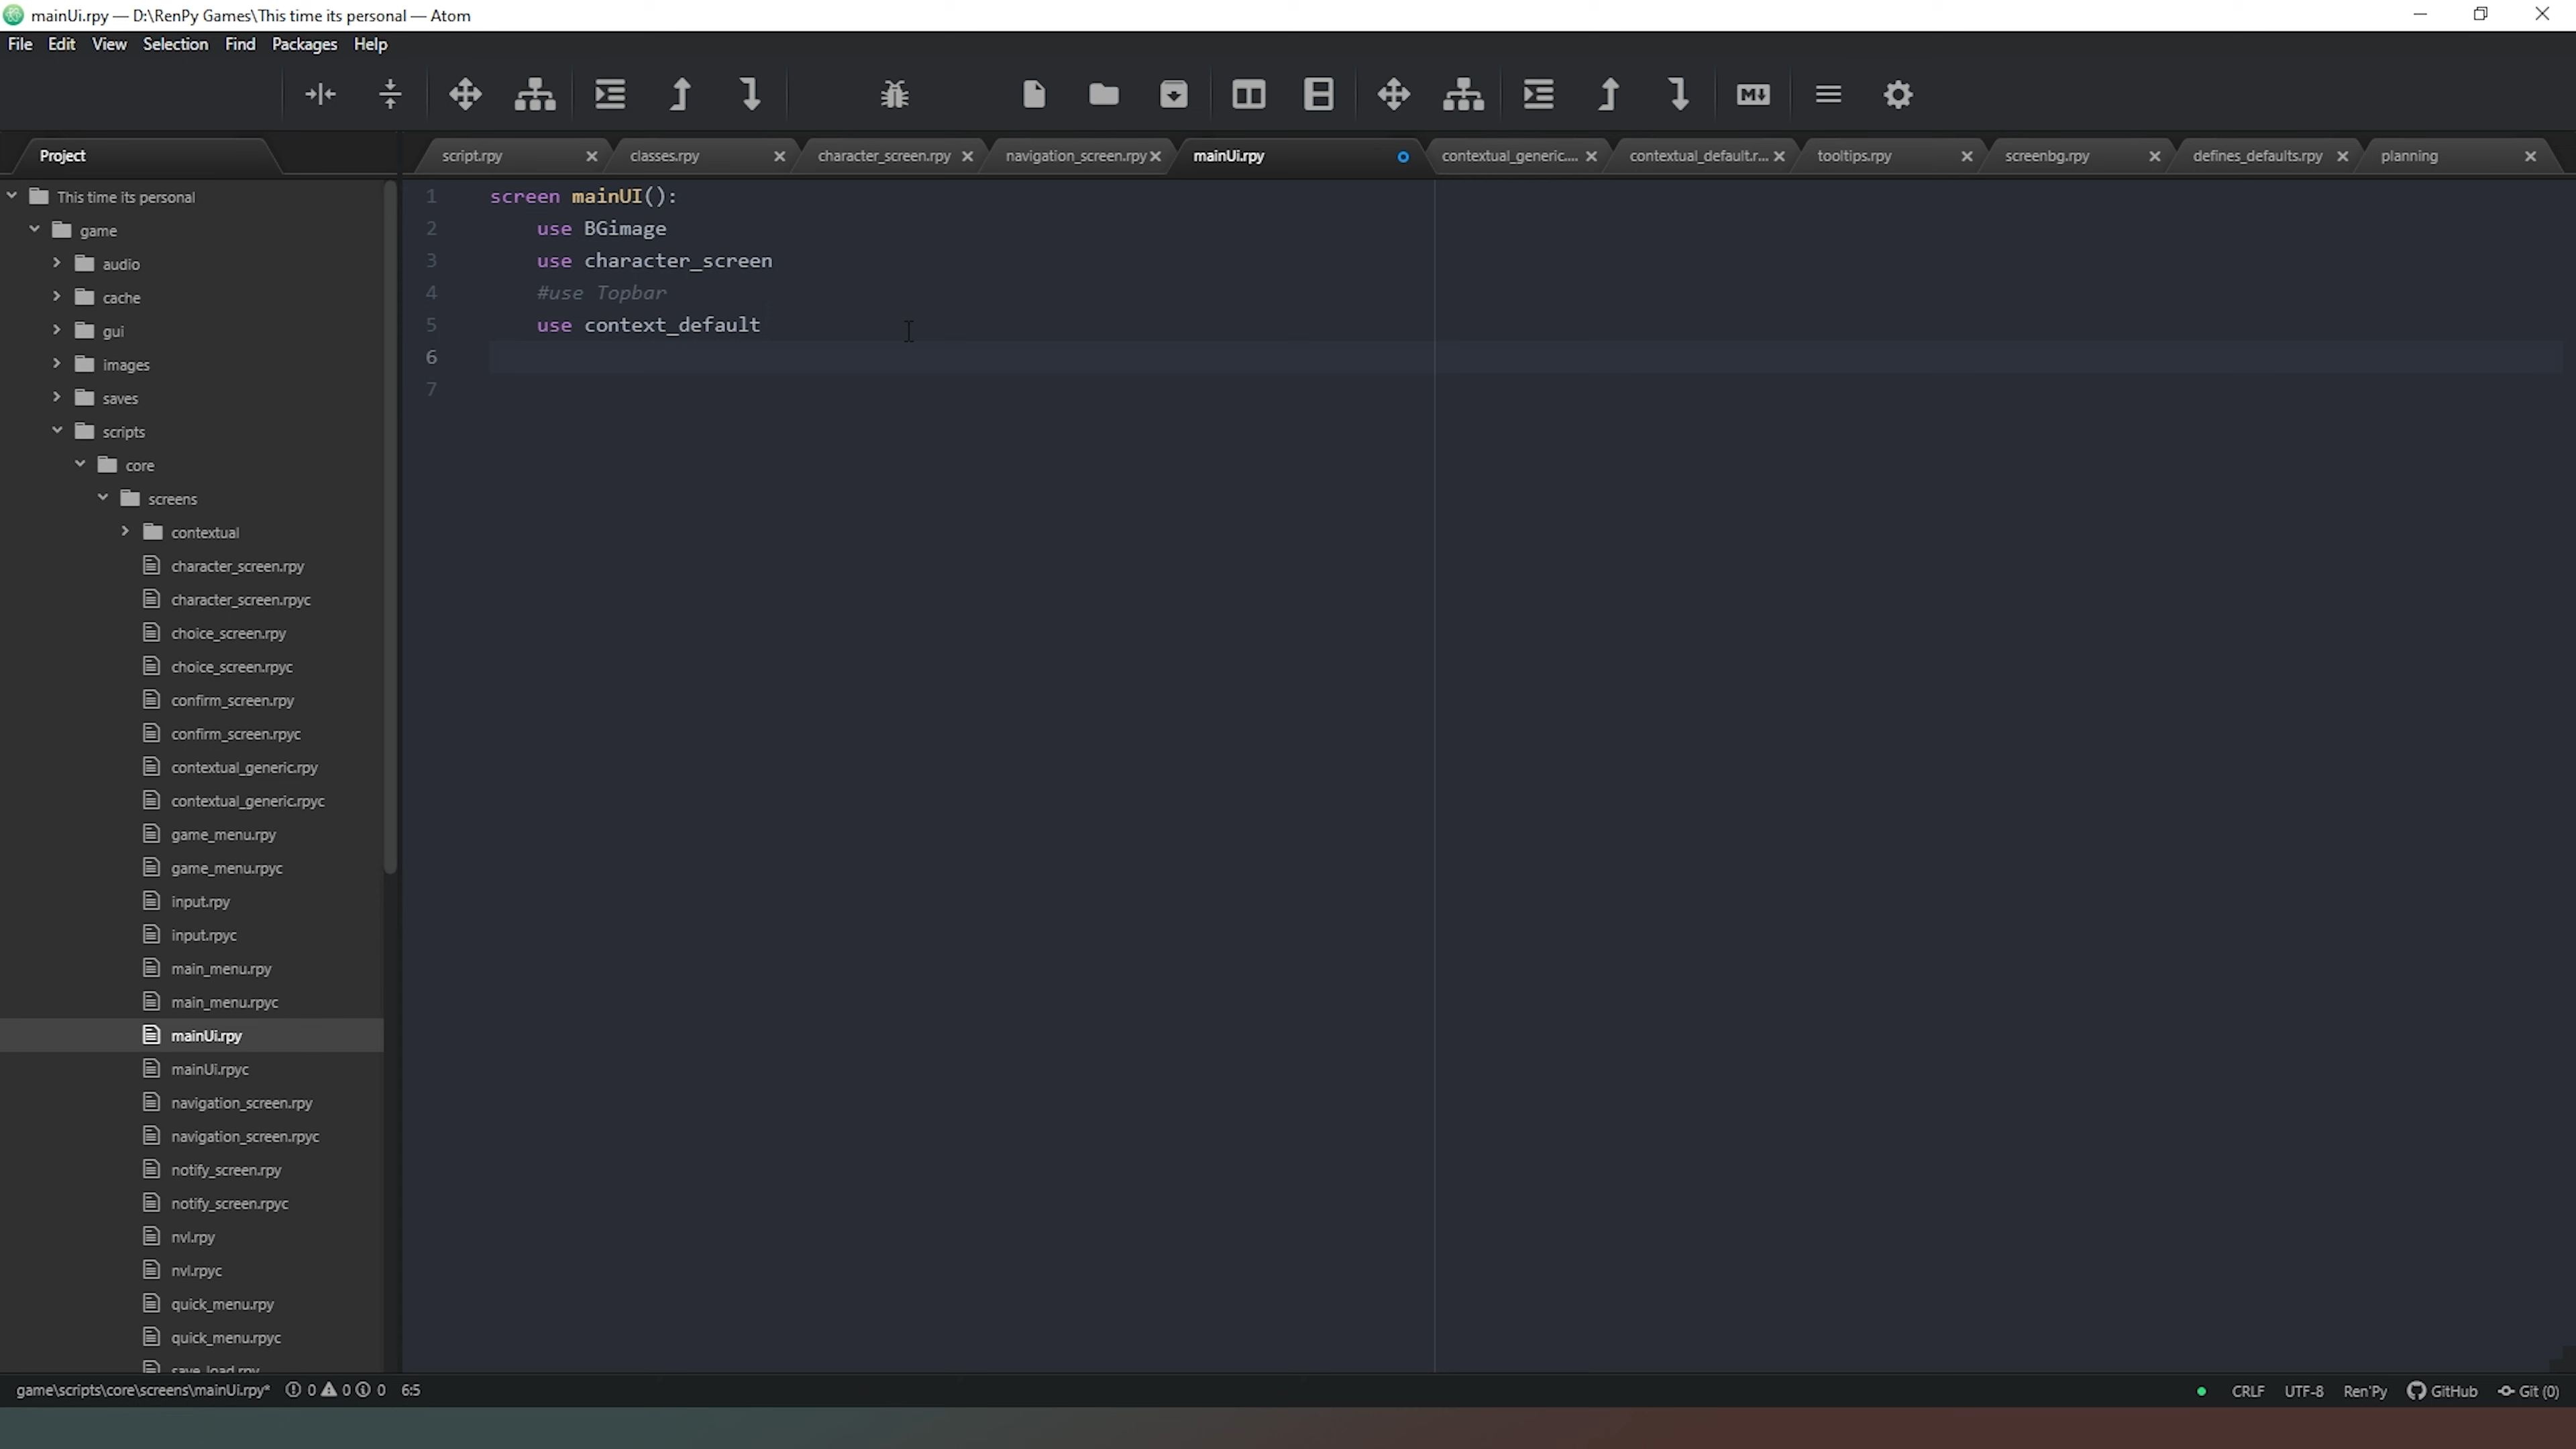 mainUi.rpy — D:\RenPy Games\This time its personal — Atom
File Edit View Selection Find Packages Help
M↓
Project
script.rpy classes.rpy character_screen.rpy navigation_screen.rpy mainUi.rpy contextual_generic.... contextual_default.r... tooltips.rpy screenbg.rpy defines_defaults.rpy planning
This time its personal
game
audio
cache
gui
images
saves
scripts
core
screens
contextual
character_screen.rpy
character_screen.rpyc
choice_screen.rpy
choice_screen.rpyc
confirm_screen.rpy
confirm_screen.rpyc
contextual_generic.rpy
contextual_generic.rpyc
game_menu.rpy
game_menu.rpyc
input.rpy
input.rpyc
main_menu.rpy
main_menu.rpyc
mainUi.rpy
mainUi.rpyc
navigation_screen.rpy
navigation_screen.rpyc
notify_screen.rpy
notify_screen.rpyc
nvl.rpy
nvl.rpyc
quick_menu.rpy
quick_menu.rpyc
save_load.rpy
1 screen mainUI():
2 use BGimage
3 use character_screen
4 #use Topbar
5 use context_default
6
7
game\scripts\core\screens\mainUi.rpy* 0 0 0 6:5 CRLF UTF-8 Ren'Py GitHub Git (0)